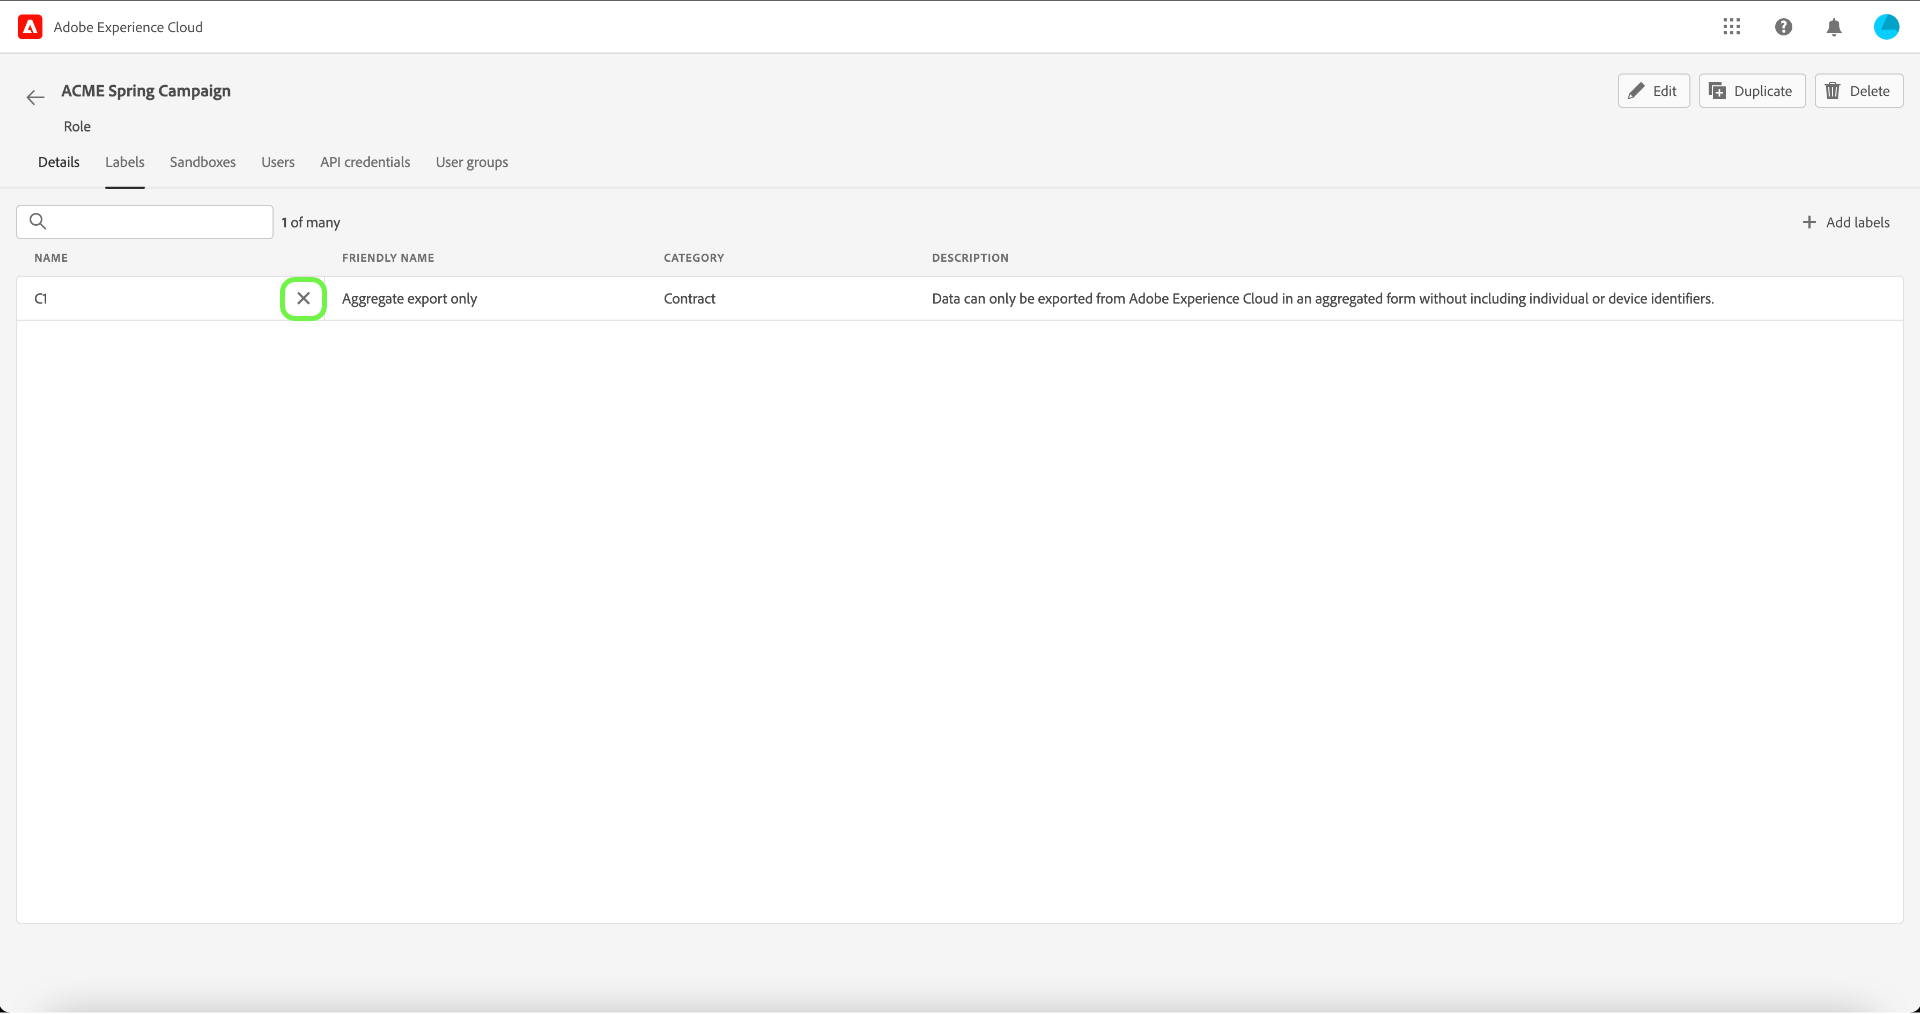 Adobe Experience Cloud
ACME Spring Campaign
Edit
Duplicate
Delete
Role
Details
Labels
Sandboxes
Users
API credentials
User groups
1 of many
Add labels
NAME
FRIENDLY NAME
CATEGORY
DESCRIPTION
C1
Aggregate export only
Contract
Data can only be exported from Adobe Experience Cloud in an aggregated form without including individual or device identifiers.